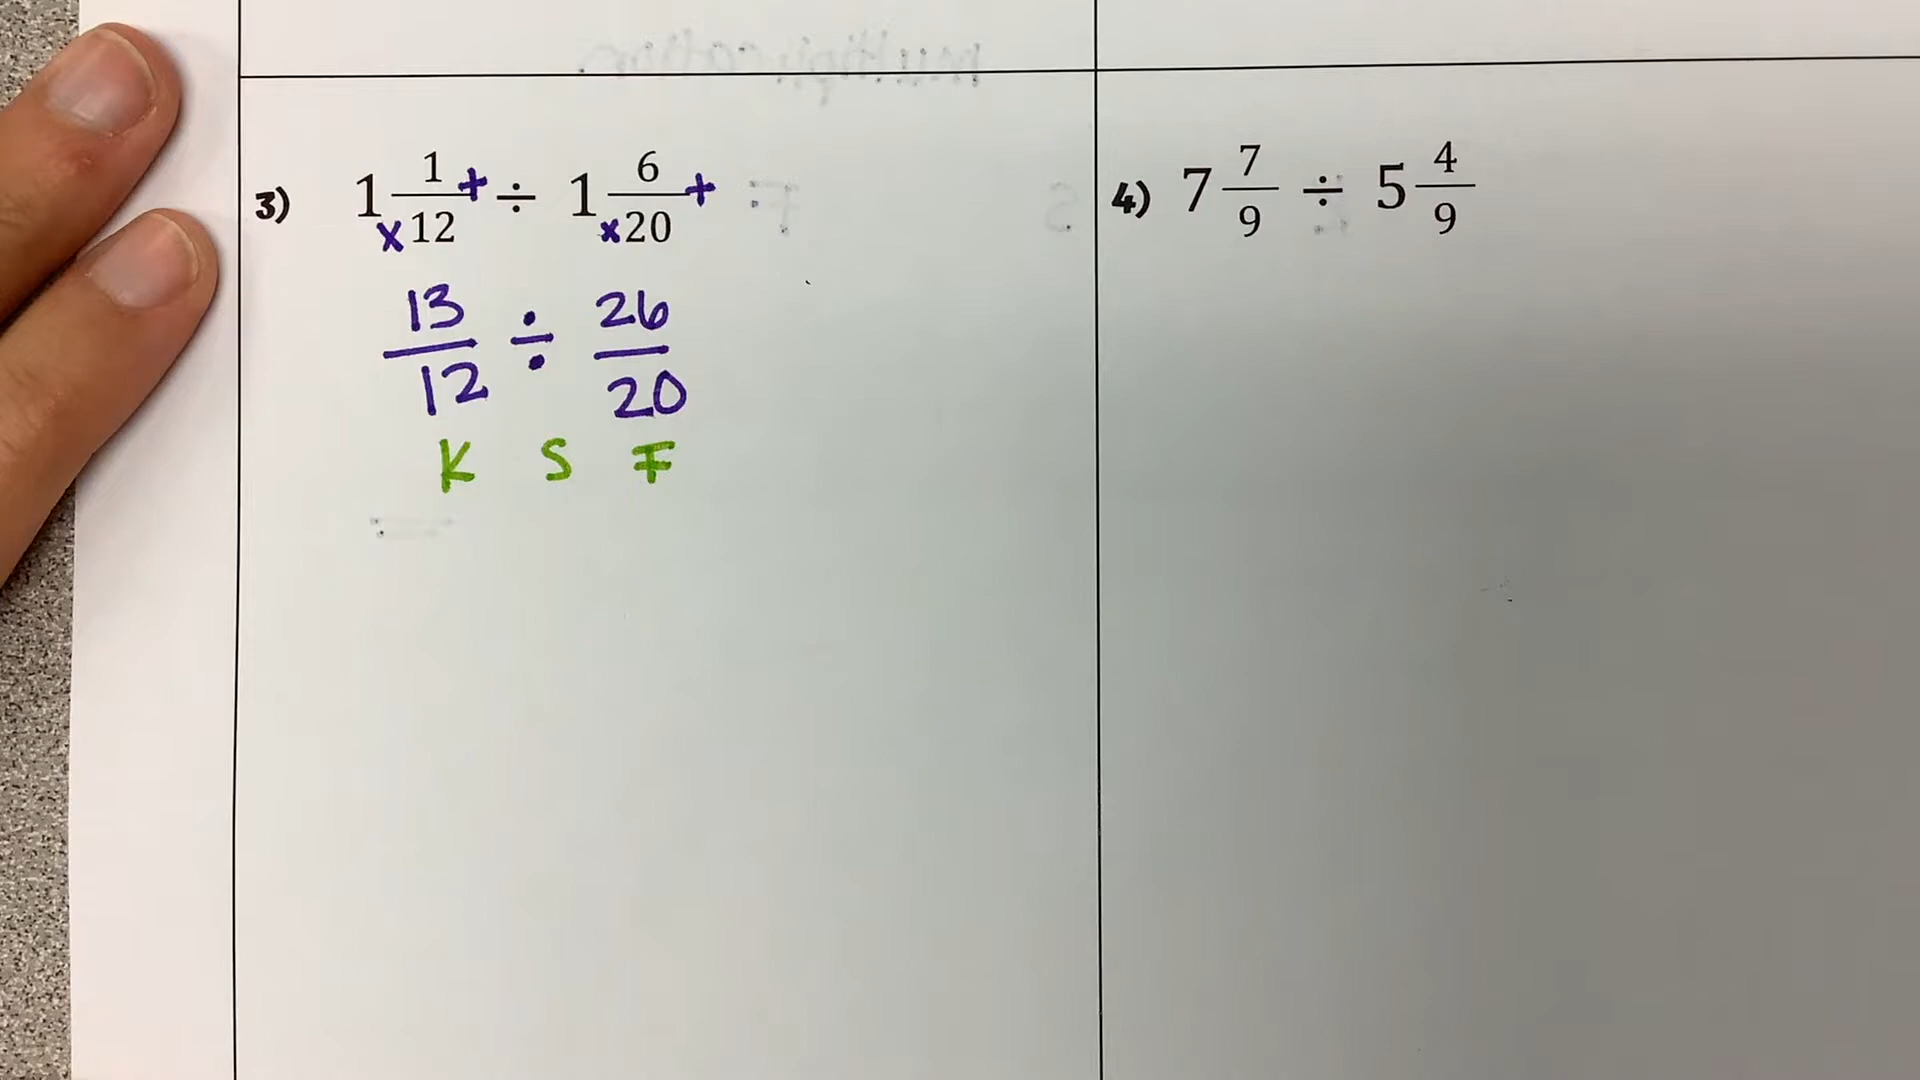 3) 1 1/12 + ÷ 1 6/20 +
x x
13/12 ÷ 26/20
K S F
4) 7 7/9 ÷ 5 4/9